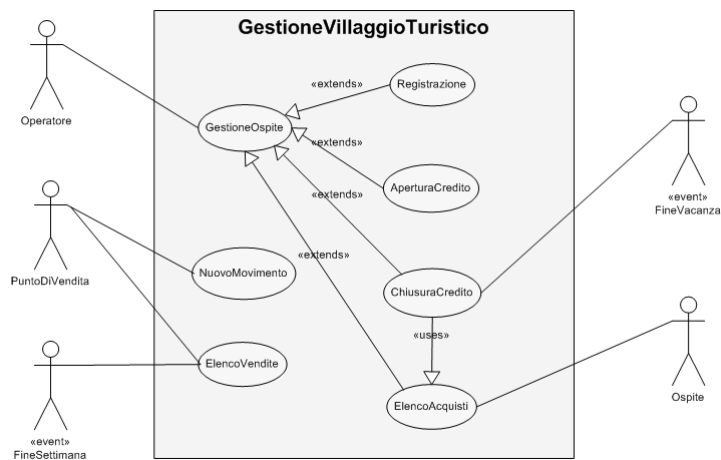 GestioneVillaggioTuristico
«extends»
Registrazione
Operatore
GestioneOspite
«extends»
AperturaCredito
«extends»
«event»
FineVacanza
«extends»
NuovoMovimento
PuntoDiVendita
ChiusuraCredito
«uses»
ElencoVendite
ElencoAcquisti
Ospite
«event»
FineSettimana